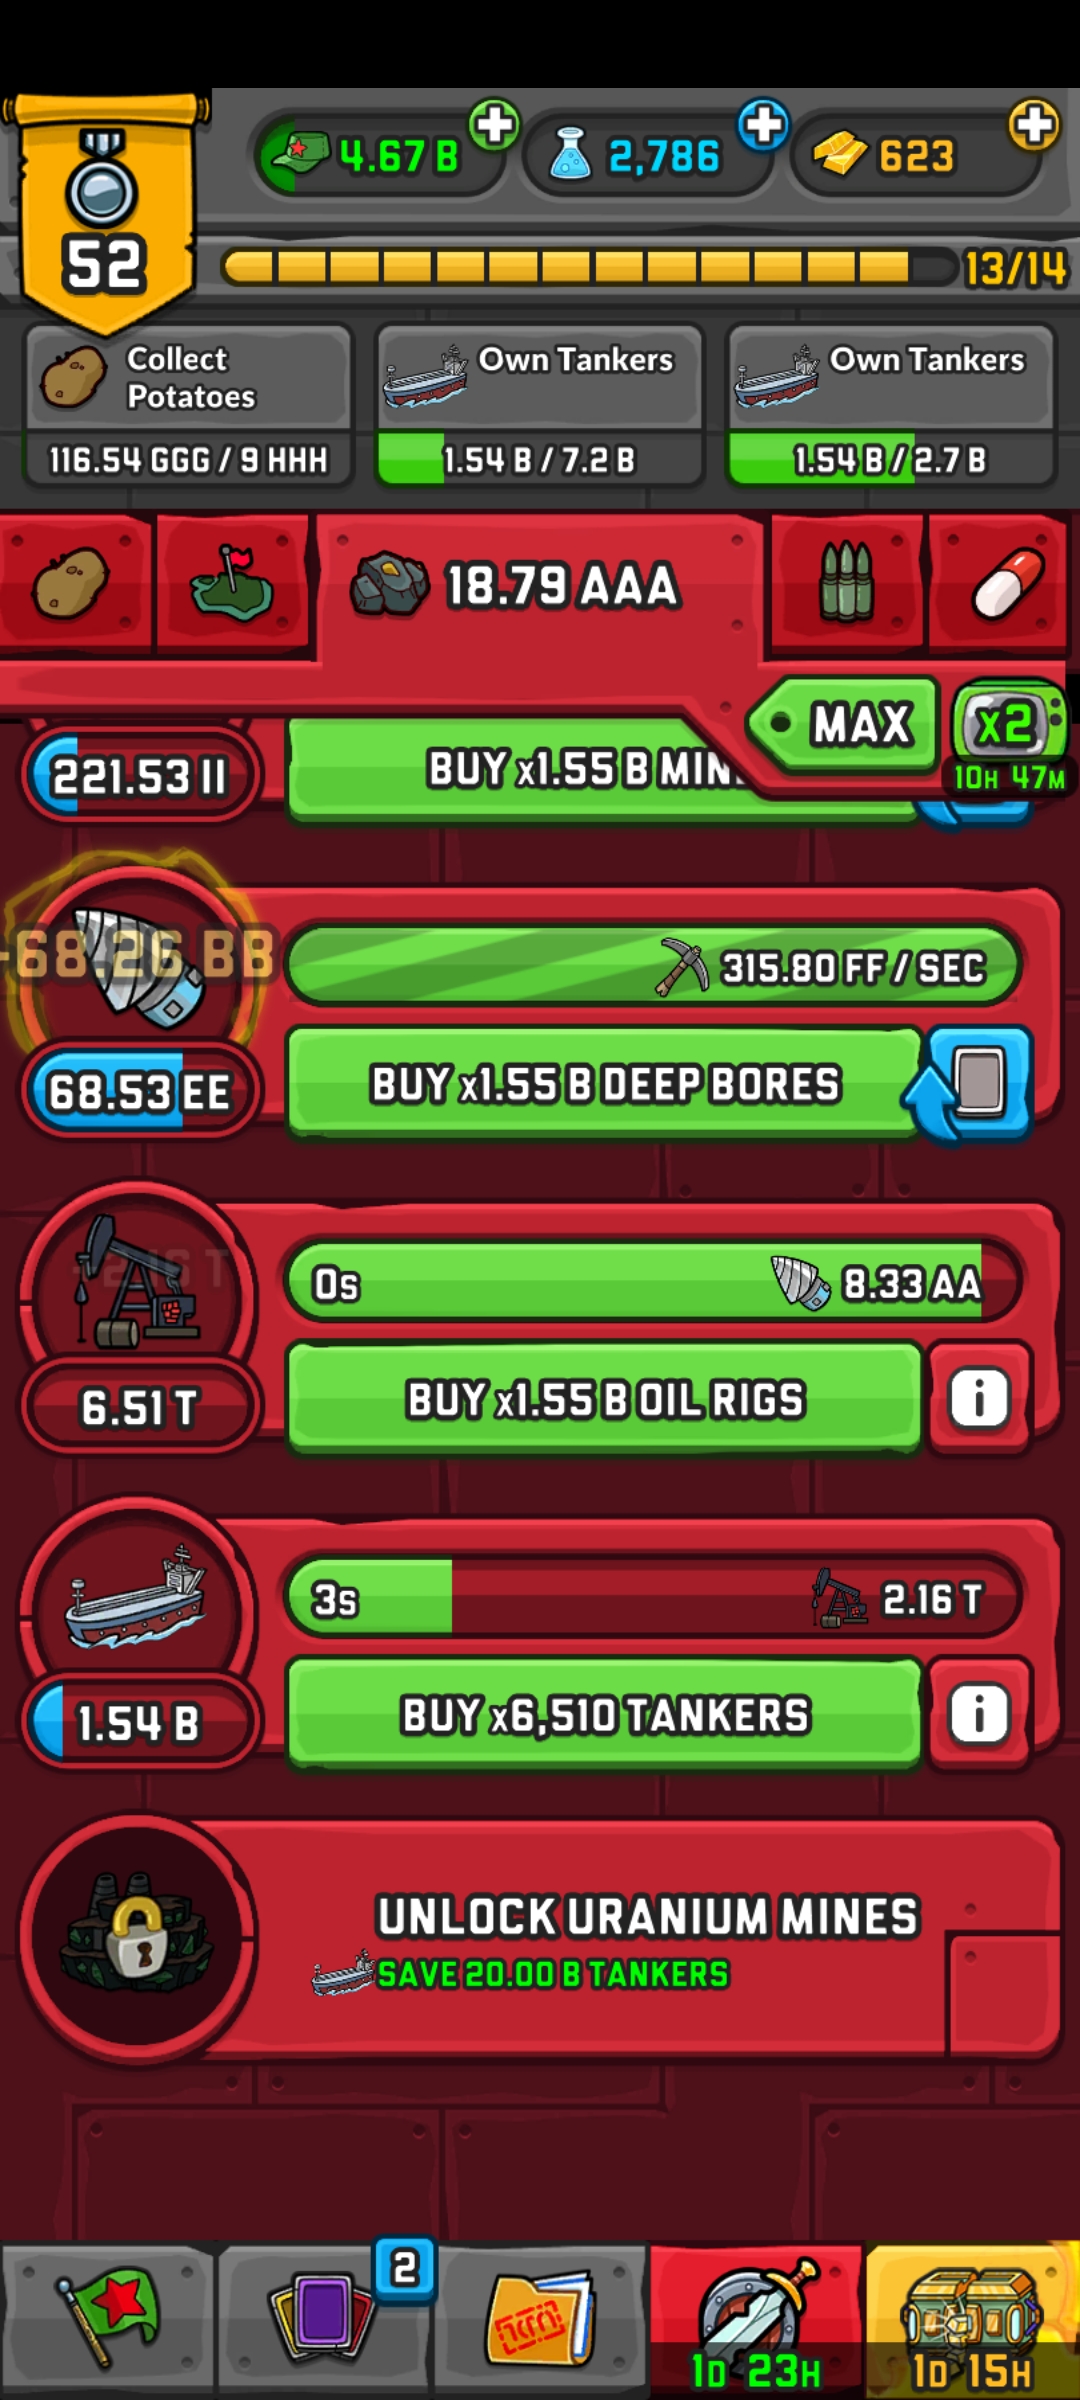 4.67 B
2,786
623
52
13/14
Collect
Potatoes
116.54 GGG / 9 HHH
Own Tankers
1.54 B / 7.2 B
Own Tankers
1.54 B / 2.7 B
18.79 AAA
MAX
x2
10H 47M
221.53 II
BUY x1.55 B MIN
68.26 BB
315.80 FF / SEC
68.53 EE
BUY x1.55 B DEEP BORES
2.16 T
0s
8.33 AA
6.51 T
BUY x1.55 B OIL RIGS
i
3s
2.16 T
1.54 B
BUY x6,510 TANKERS
i
UNLOCK URANIUM MINES
SAVE 20.00 B TANKERS
2
1D 23H
1D 15H